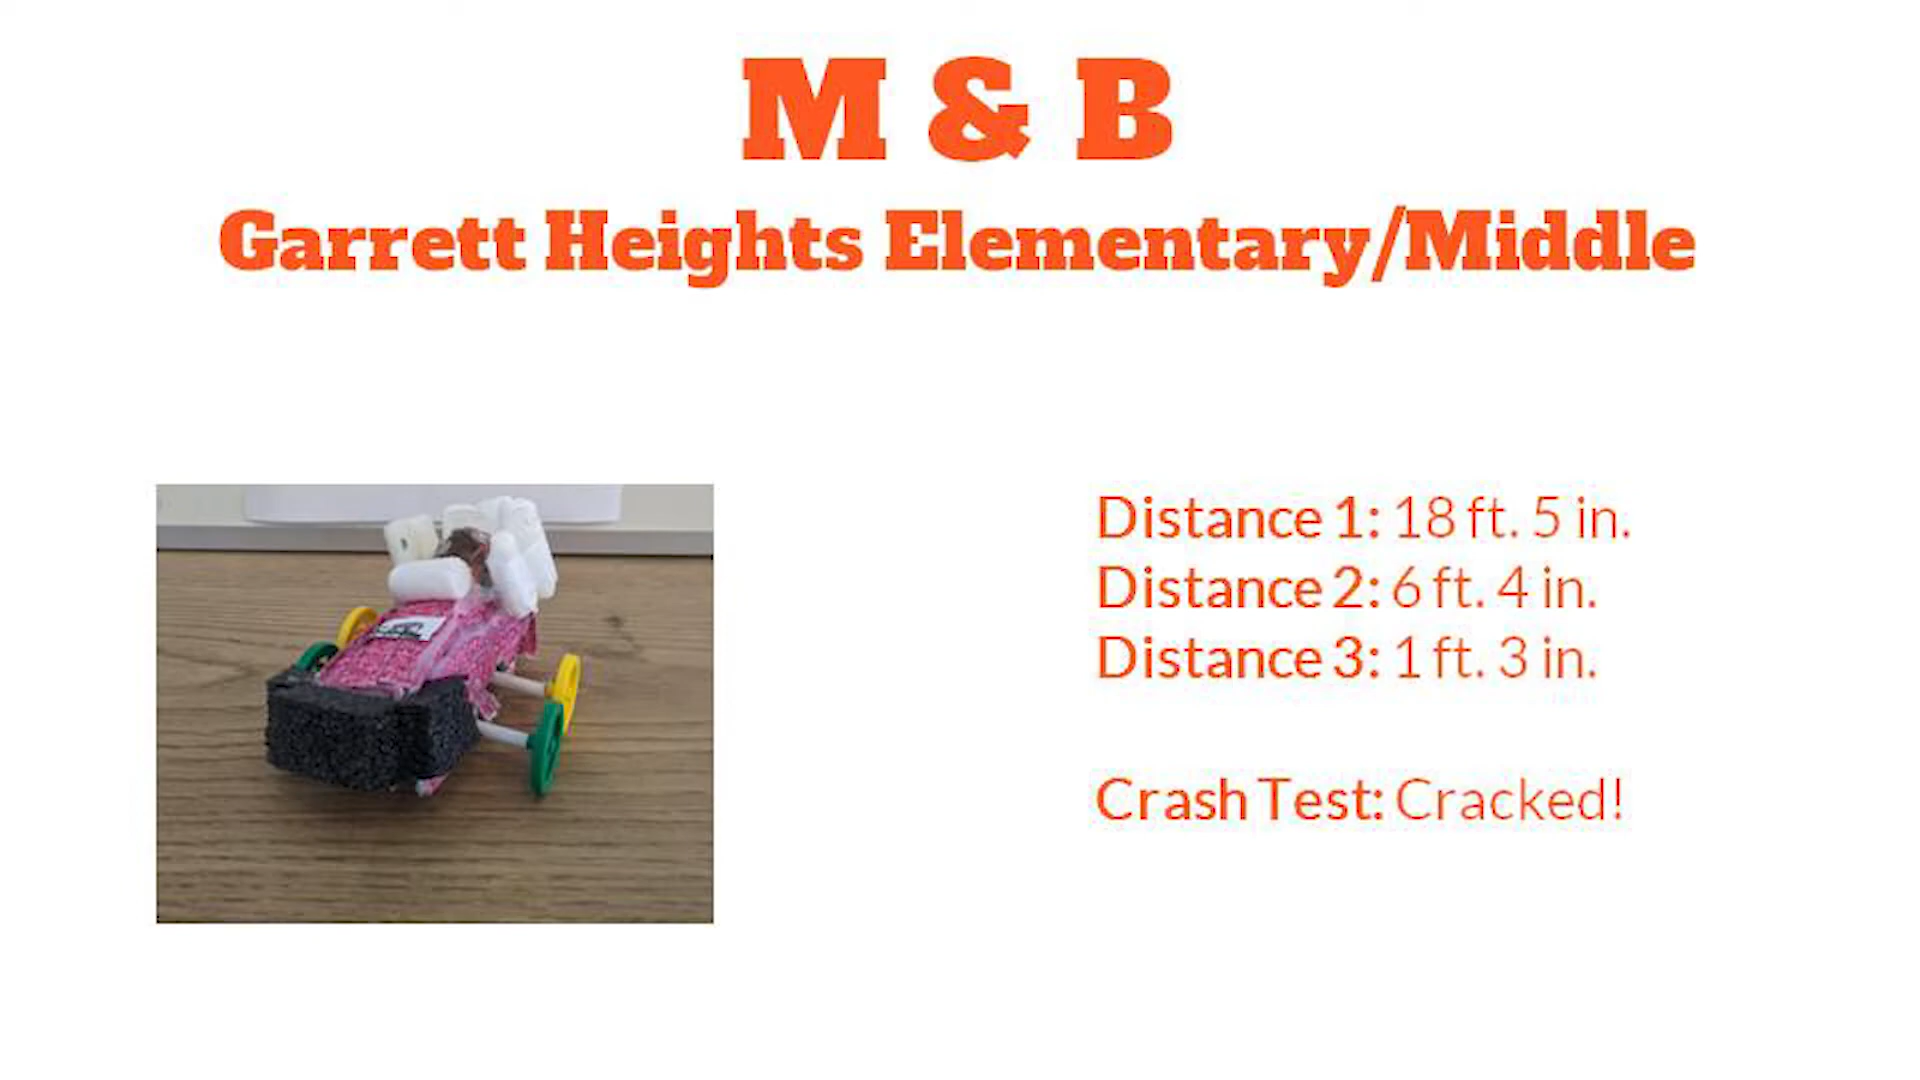 M & B
Garrett Heights Elementary/Middle
Distance 1: 18 ft. 5 in.
Distance 2: 6 ft. 4 in.
Distance 3: 1 ft. 3 in.
Crash Test: Cracked!